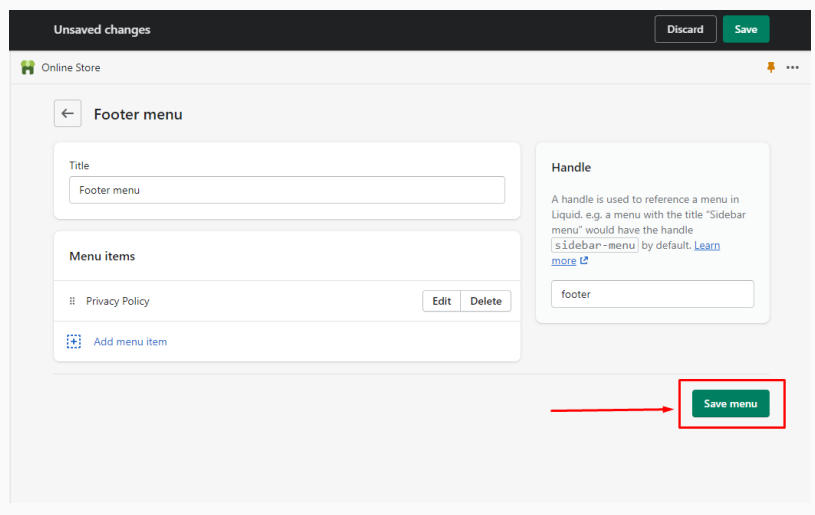 Unsaved changes
Discard
Save
Online Store
Footer menu
Title
Footer menu
Menu items
Privacy Policy
Edit
Delete
Add menu item
Handle
A handle is used to reference a menu in
Liquid. e.g. a menu with the title "Sidebar
menu" would have the handle
sidebar-menu by default. Learn
more
footer
Save menu